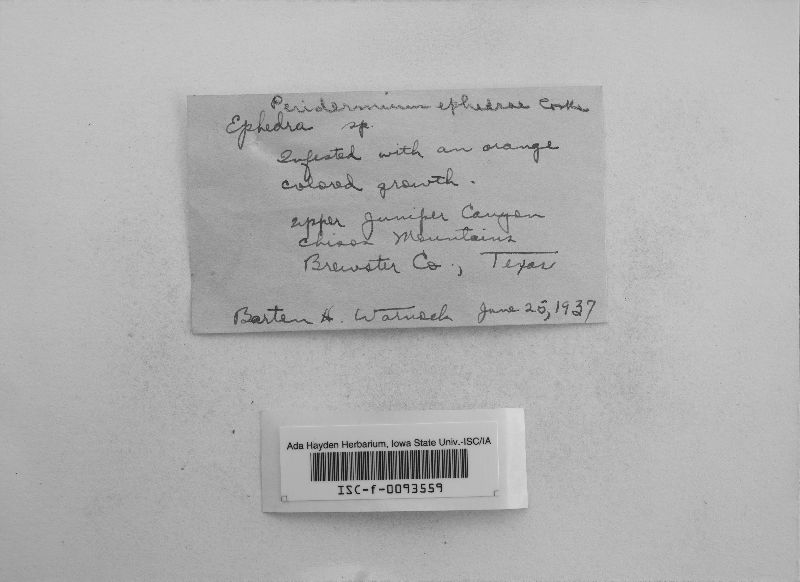 Peridermium ephedrae Cooke
Ephedra sp.
Infested with an orange
colored growth.
upper Juniper Canyon
Chisos Mountains
Brewster Co., Texas
Barton H. Warnock June 25, 1937
Ada Hayden Herbarium, Iowa State Univ.-ISC/IA
ISC-f-0093559